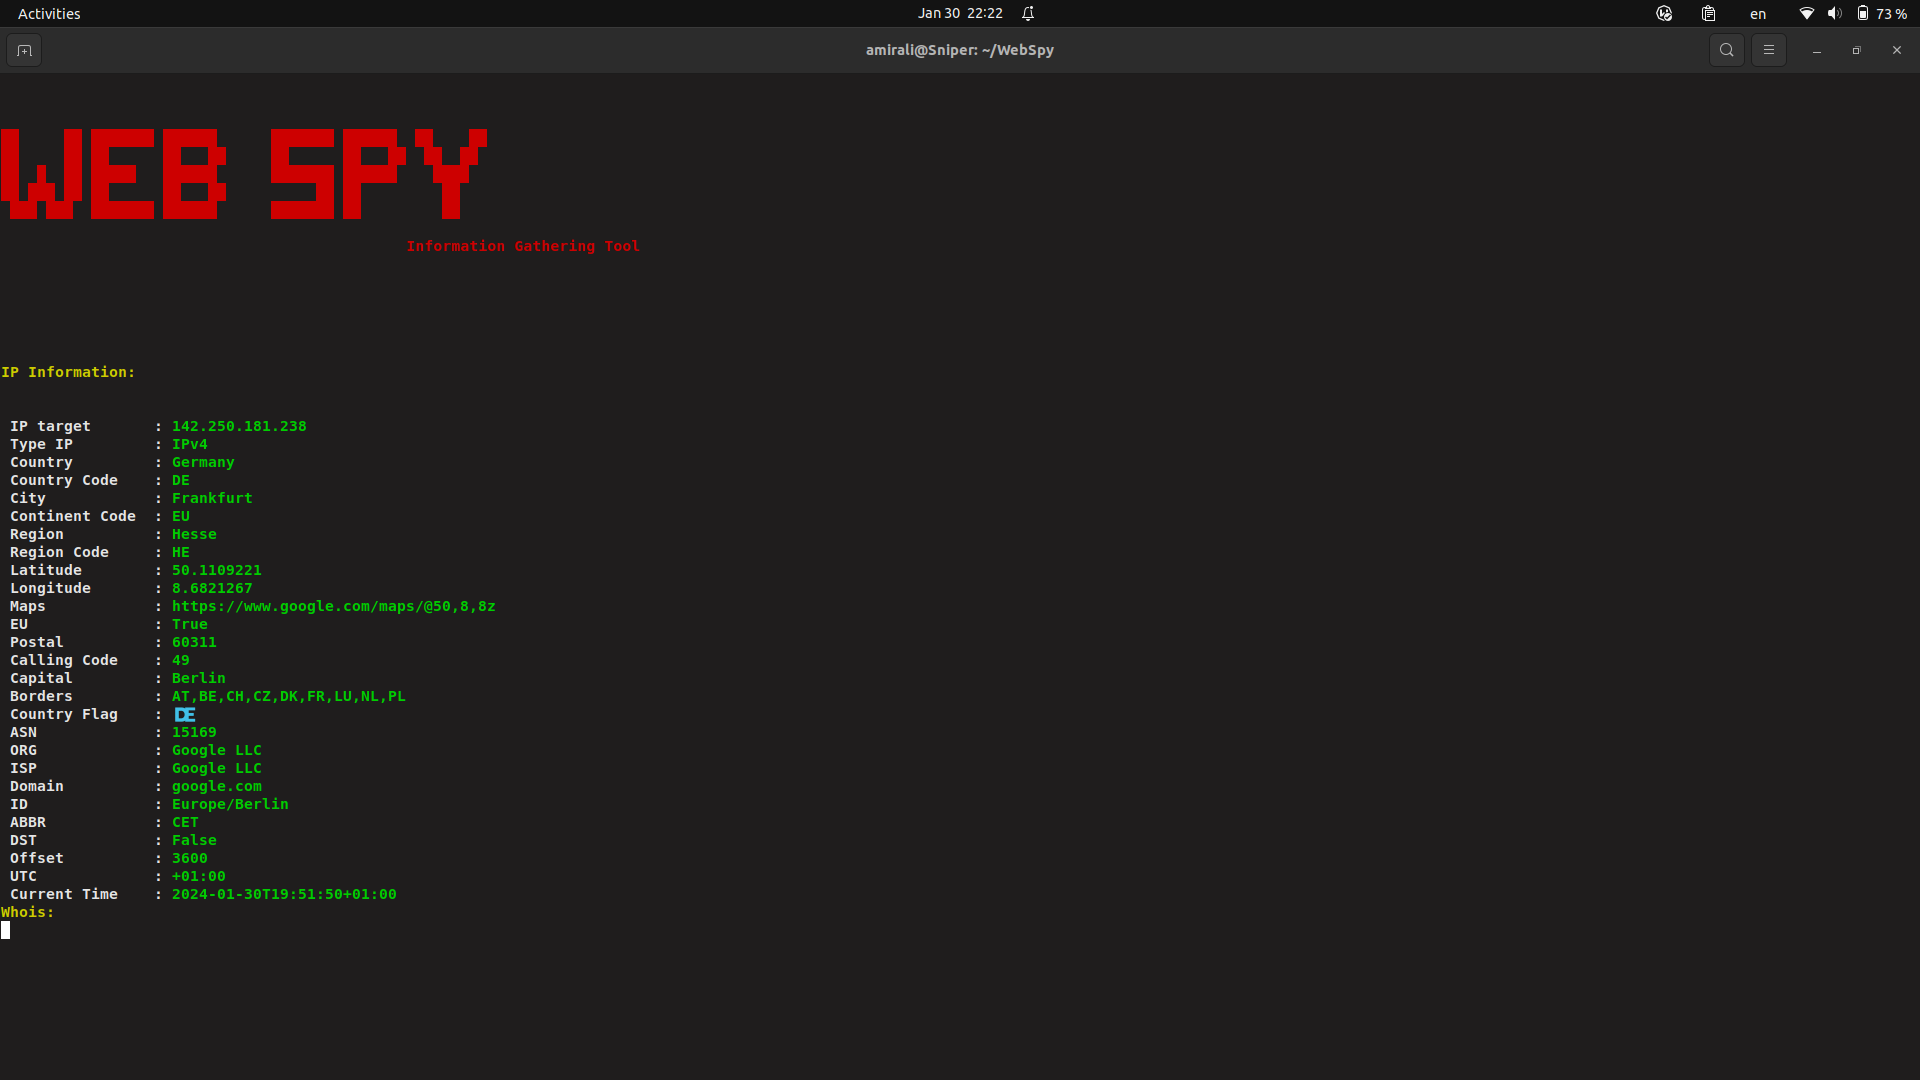 Activities
Jan 30 22:22
en
73 %
amirali@Sniper: ~/WebSpy
WEB SPY
Information Gathering Tool
IP Information:
IP target : 142.250.181.238
Type IP : IPv4
Country : Germany
Country Code : DE
City : Frankfurt
Continent Code : EU
Region : Hesse
Region Code : HE
Latitude : 50.1109221
Longitude : 8.6821267
Maps : https://www.google.com/maps/@50,8,8z
EU : True
Postal : 60311
Calling Code : 49
Capital : Berlin
Borders : AT,BE,CH,CZ,DK,FR,LU,NL,PL
Country Flag : DE
ASN : 15169
ORG : Google LLC
ISP : Google LLC
Domain : google.com
ID : Europe/Berlin
ABBR : CET
DST : False
Offset : 3600
UTC : +01:00
Current Time : 2024-01-30T19:51:50+01:00
Whois: